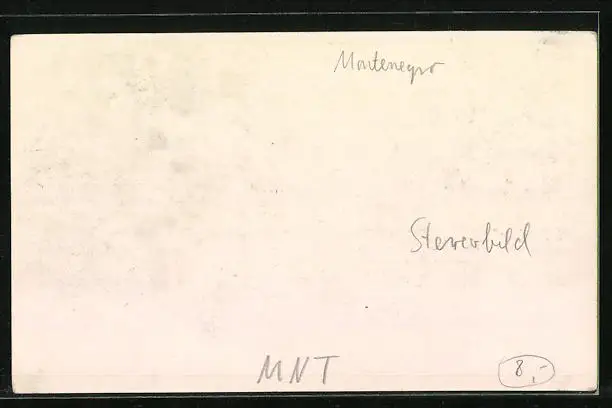 Montenegro
Stereobild
MNT
8,-